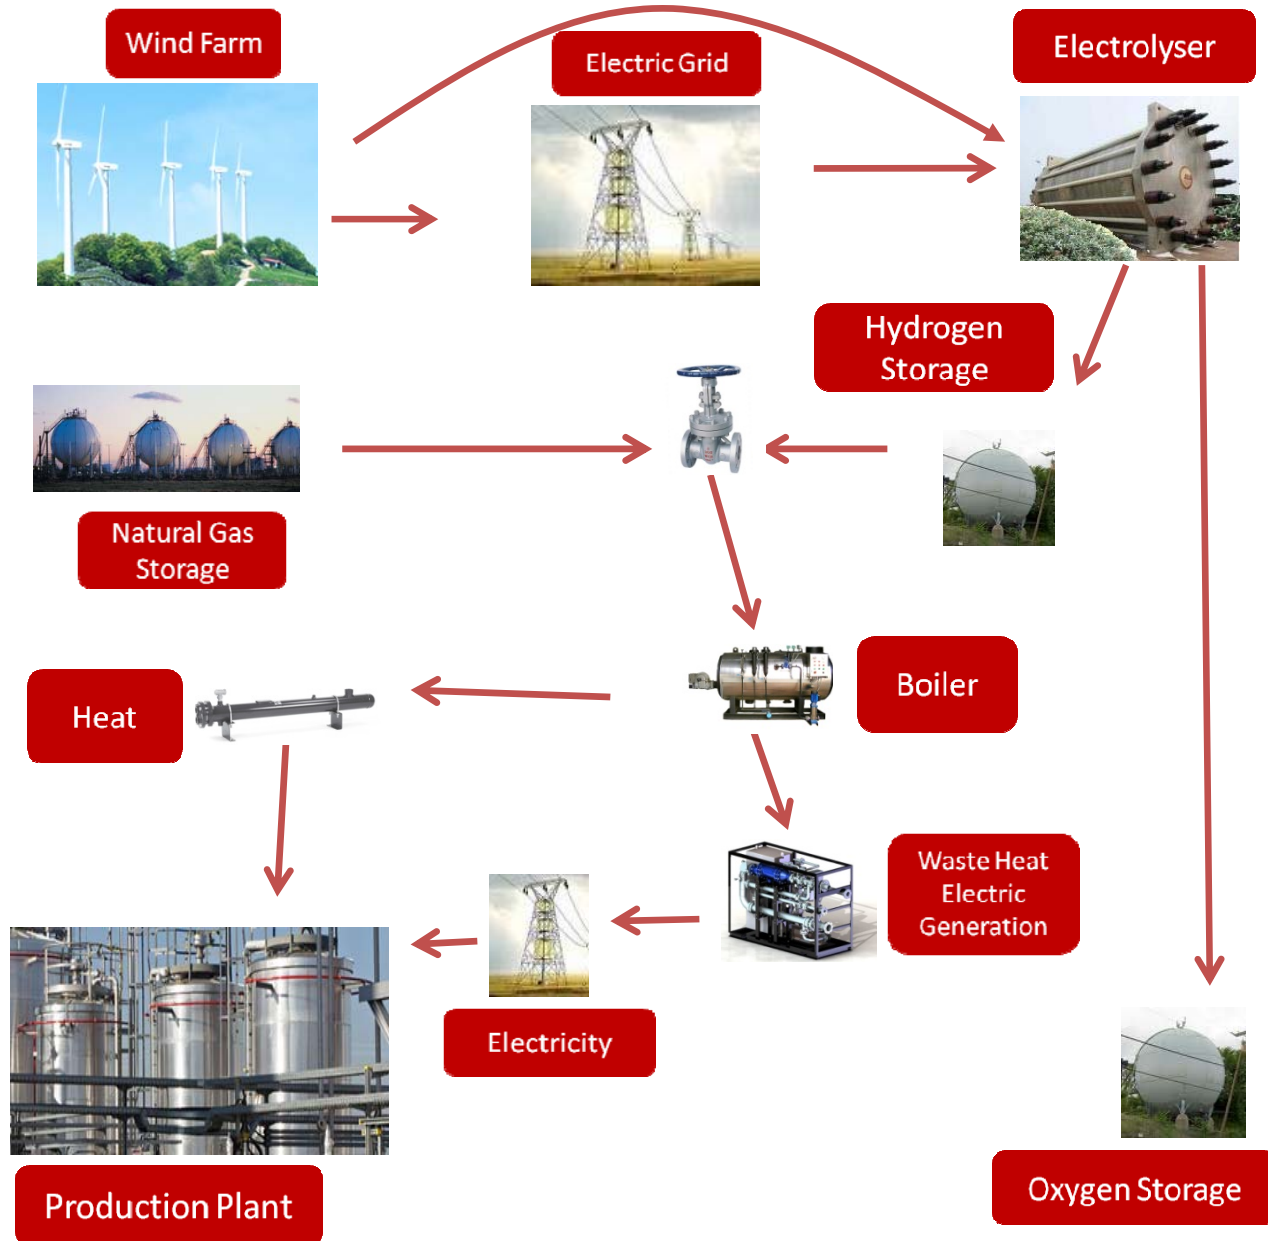 Wind Farm
Electric Grid
Electrolyser
Hydrogen
Storage
Natural Gas
Storage
Heat
Boiler
Waste Heat
Electric
Generation
Electricity
Production Plant
Oxygen Storage